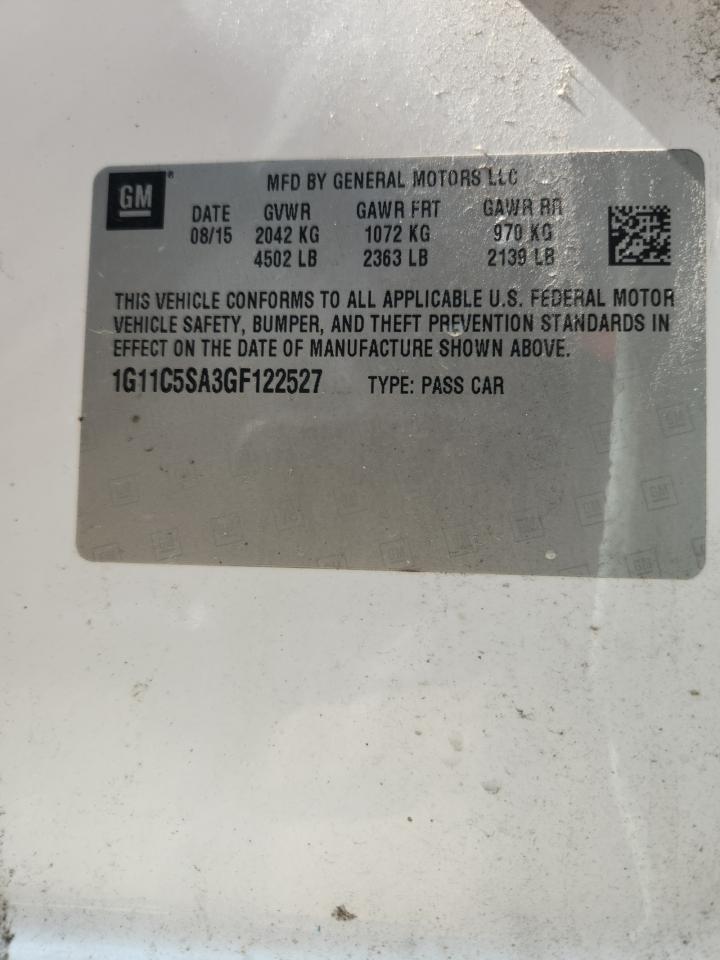 GM®
MFD BY GENERAL MOTORS LLC
DATE GVWR GAWR FRT GAWR RR
08/15 2042 KG 1072 KG 970 KG
4502 LB 2363 LB 2139 LB
THIS VEHICLE CONFORMS TO ALL APPLICABLE U.S. FEDERAL MOTOR
VEHICLE SAFETY, BUMPER, AND THEFT PREVENTION STANDARDS IN
EFFECT ON THE DATE OF MANUFACTURE SHOWN ABOVE.
1G11C5SA3GF122527 TYPE: PASS CAR